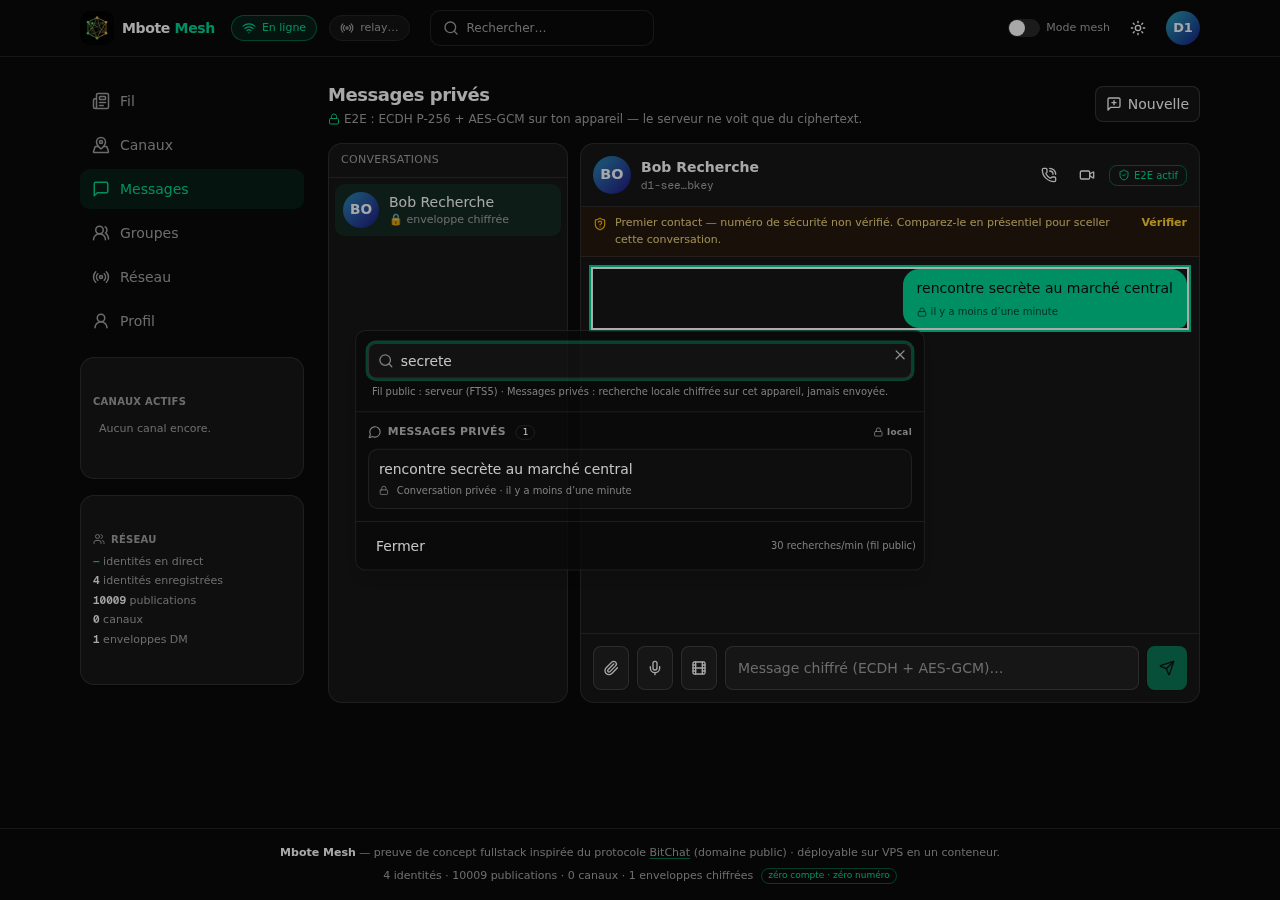 Mbote Mesh
En ligne
relay…
Rechercher…
Mode mesh
D1
Fil
Canaux
Messages
Groupes
Réseau
Profil
CANAUX ACTIFS
Aucun canal encore.
RÉSEAU
– identités en direct
4 identités enregistrées
10009 publications
0 canaux
1 enveloppes DM
Messages privés
E2E : ECDH P-256 + AES-GCM sur ton appareil — le serveur ne voit que du ciphertext.
Nouvelle
CONVERSATIONS
BO
Bob Recherche
🔒 enveloppe chiffrée
BO
Bob Recherche
d1-see…bkey
E2E actif
Premier contact — numéro de sécurité non vérifié. Comparez-le en présentiel pour sceller
cette conversation.
Vérifier
rencontre secrète au marché central
il y a moins d’une minute
secrete
Fil public : serveur (FTS5) · Messages privés : recherche locale chiffrée sur cet appareil, jamais envoyée.
MESSAGES PRIVÉS 1
local
rencontre secrète au marché central
Conversation privée · il y a moins d’une minute
Fermer
30 recherches/min (fil public)
Message chiffré (ECDH + AES-GCM)…
Mbote Mesh — preuve de concept fullstack inspirée du protocole BitChat (domaine public) · déployable sur VPS en un conteneur.
4 identités · 10009 publications · 0 canaux · 1 enveloppes chiffrées zéro compte · zéro numéro